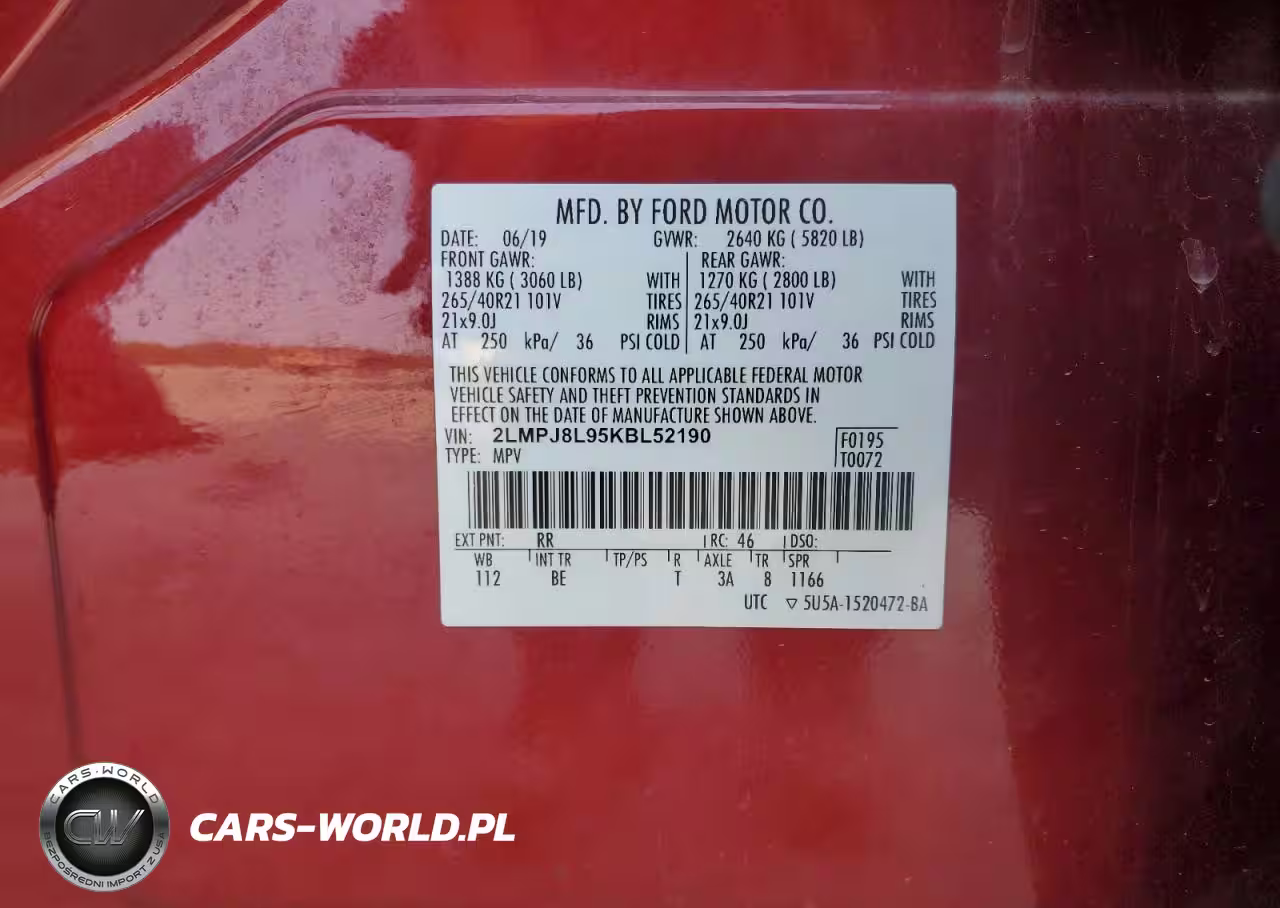 MFD. BY FORD MOTOR CO.
DATE: 06/19 GVWR: 2640 KG ( 5820 LB)
FRONT GAWR: REAR GAWR:
1388 KG ( 3060 LB) WITH 1270 KG ( 2800 LB) WITH
265/40R21 101V TIRES 265/40R21 101V TIRES
21x9.0J RIMS 21x9.0J RIMS
AT 250 kPa/ 36 PSI COLD AT 250 kPa/ 36 PSI COLD
THIS VEHICLE CONFORMS TO ALL APPLICABLE FEDERAL MOTOR
VEHICLE SAFETY AND THEFT PREVENTION STANDARDS IN
EFFECT ON THE DATE OF MANUFACTURE SHOWN ABOVE.
VIN: 2LMPJ8L95KBL52190 F0195
TYPE: MPV T0072
EXT PNT: RR RC: 46 DSO:
WB INT TR TP/PS R AXLE TR SPR
112 BE T 3A 8 1166
UTC ▽ 5U5A-1520472-BA
CARS·WORLD
CW
BEZPOŚREDNI IMPORT Z USA
CARS-WORLD.PL